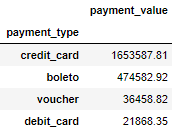 payment_value
payment_type
credit_card 1653587.81
boleto 474582.92
voucher 36458.82
debit_card 21868.35